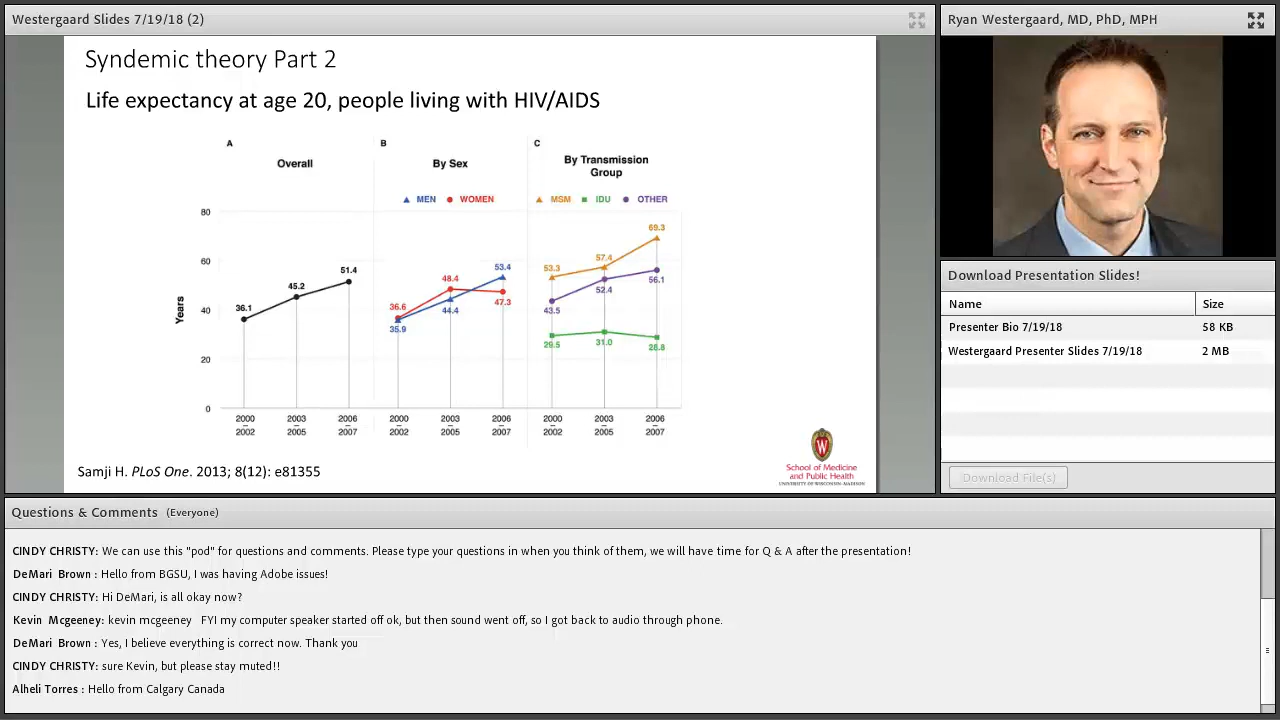 Westergaard Slides 7/19/18 (2)
Syndemic theory Part 2
Life expectancy at age 20, people living with HIV/AIDS
A
Overall
B
By Sex
C
By Transmission
Group
MEN WOMEN
MSM IDU OTHER
Years
80
60
40
20
0
36.1
45.2
51.4
36.6
35.9
48.4
44.4
53.4
47.3
53.3
57.4
69.3
43.5
52.4
56.1
29.5
31.0
28.8
2000 – 2002
2003 – 2005
2006 – 2007
2000 – 2002
2003 – 2005
2006 – 2007
2000 – 2002
2003 – 2005
2006 – 2007
Samji H. PLoS One. 2013; 8(12): e81355
W
School of Medicine
and Public Health
UNIVERSITY OF WISCONSIN-MADISON
Ryan Westergaard, MD, PhD, MPH
Download Presentation Slides!
Name Size
Presenter Bio 7/19/18 58 KB
Westergaard Presenter Slides 7/19/18 2 MB
Download File(s)
Questions & Comments (Everyone)
CINDY CHRISTY: We can use this "pod" for questions and comments. Please type your questions in when you think of them, we will have time for Q & A after the presentation!
DeMari Brown : Hello from BGSU, I was having Adobe issues!
CINDY CHRISTY: Hi DeMari, is all okay now?
Kevin Mcgeeney: kevin mcgeeney FYI my computer speaker started off ok, but then sound went off, so I got back to audio through phone.
DeMari Brown : Yes, I believe everything is correct now. Thank you
CINDY CHRISTY: sure Kevin, but please stay muted!!
Alheli Torres : Hello from Calgary Canada